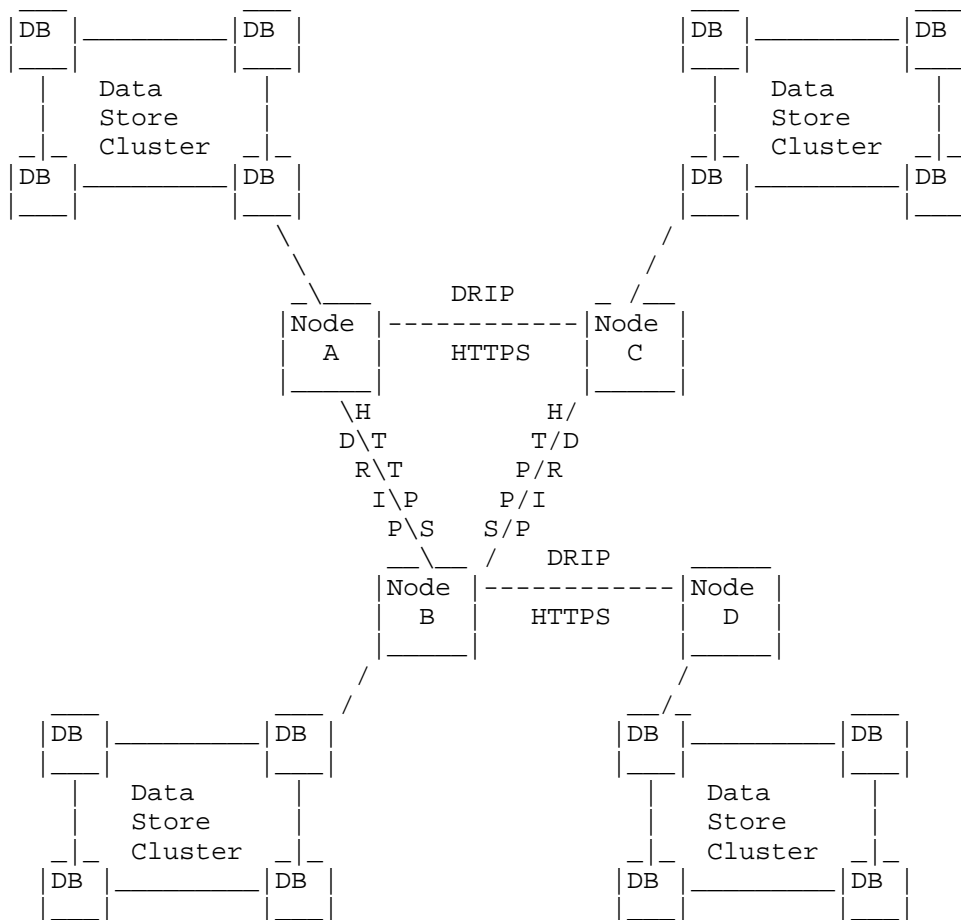 DB DB DB DB
Data Data
Store Store
Cluster Cluster
DB DB DB DB
DRIP
Node Node
A HTTPS C
H H
D T T D
R T P R
I P P I
P S S P
DRIP
Node Node
B HTTPS D
DB DB DB DB
Data Data
Store Store
Cluster Cluster
DB DB DB DB